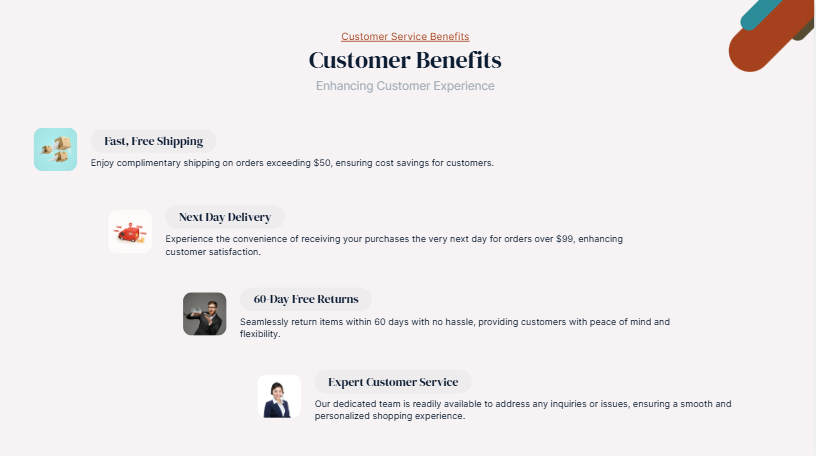 Customer Service Benefits
Customer Benefits
Enhancing Customer Experience
Fast, Free Shipping
Enjoy complimentary shipping on orders exceeding $50, ensuring cost savings for customers.
Next Day Delivery
Experience the convenience of receiving your purchases the very next day for orders over $99, enhancing
customer satisfaction.
60-Day Free Returns
Seamlessly return items within 60 days with no hassle, providing customers with peace of mind and
flexibility.
Expert Customer Service
Our dedicated team is readily available to address any inquiries or issues, ensuring a smooth and
personalized shopping experience.